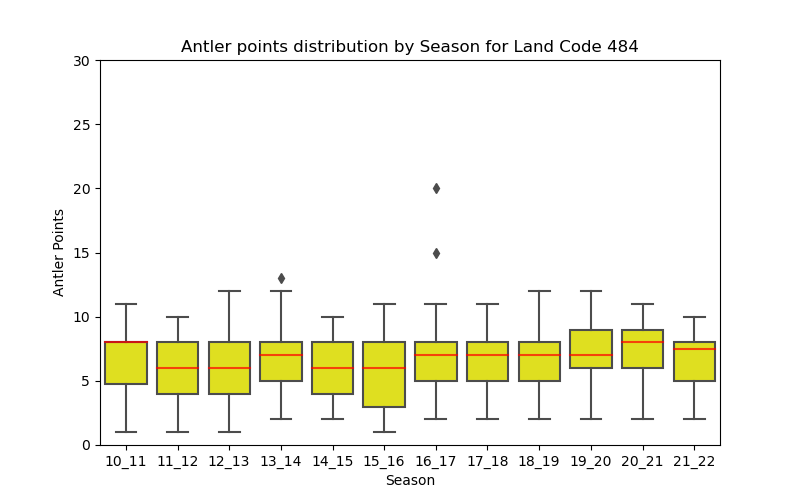 Antler points distribution by Season for Land Code 484
30
25
20
15
10
5
0
Antler Points
10_11 11_12 12_13 13_14 14_15 15_16 16_17 17_18 18_19 19_20 20_21 21_22
Season